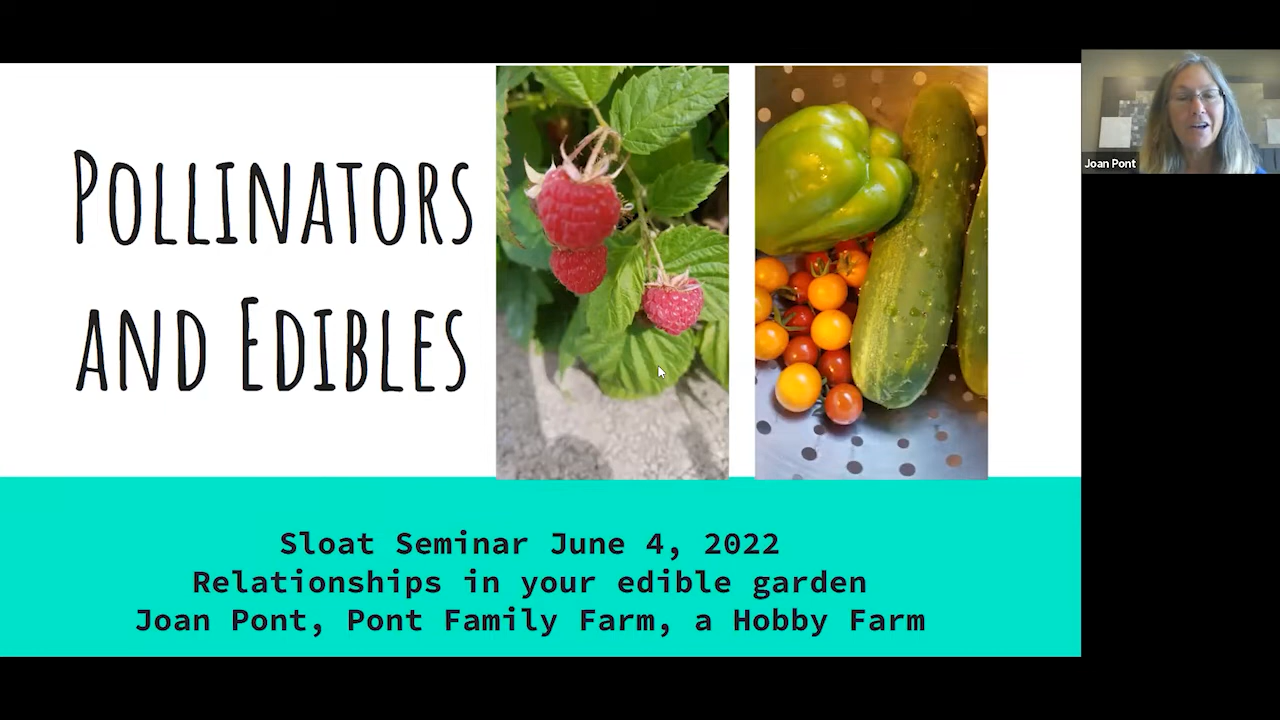 POLLINATORS
AND EDIBLES
Joan Pont
Sloat Seminar June 4, 2022
Relationships in your edible garden
Joan Pont, Pont Family Farm, a Hobby Farm